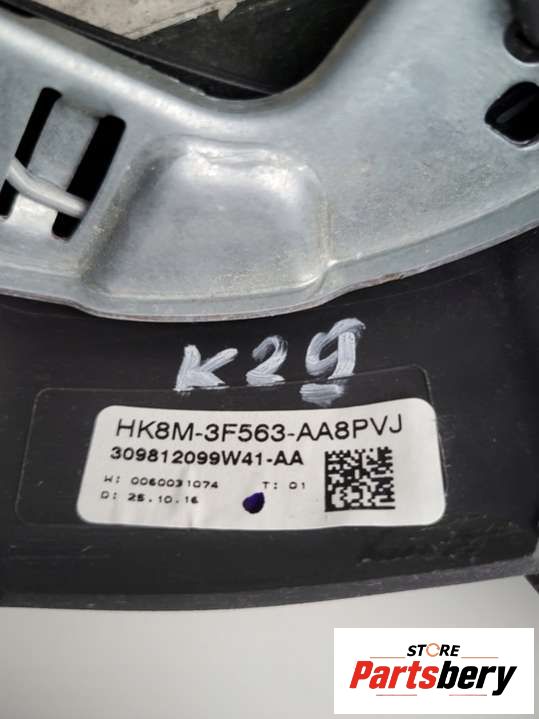 K29
HK8M-3F563-AA8PVJ
309812099W41-AA
W: 0060031074 T: 01
D: 25.10.16
STORE
Partsbery